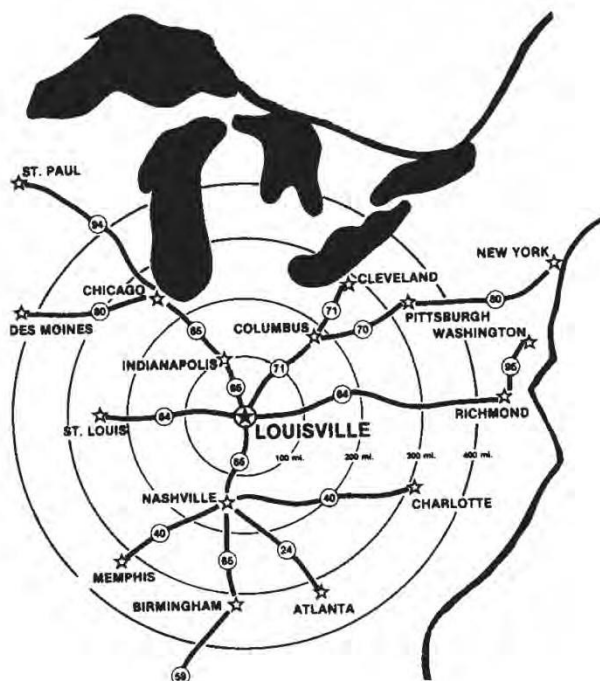 ST. PAUL
94
NEW YORK
CHICAGO
CLEVELAND
80
DES MOINES
65
71
COLUMBUS
70
PITTSBURGH
80
WASHINGTON
INDIANAPOLIS
65
71
95
64
64
RICHMOND
ST. LOUIS
LOUISVILLE
100 mi.
200 mi.
300 mi.
400 mi.
65
NASHVILLE
40
CHARLOTTE
40
65
24
MEMPHIS
BIRMINGHAM
ATLANTA
59